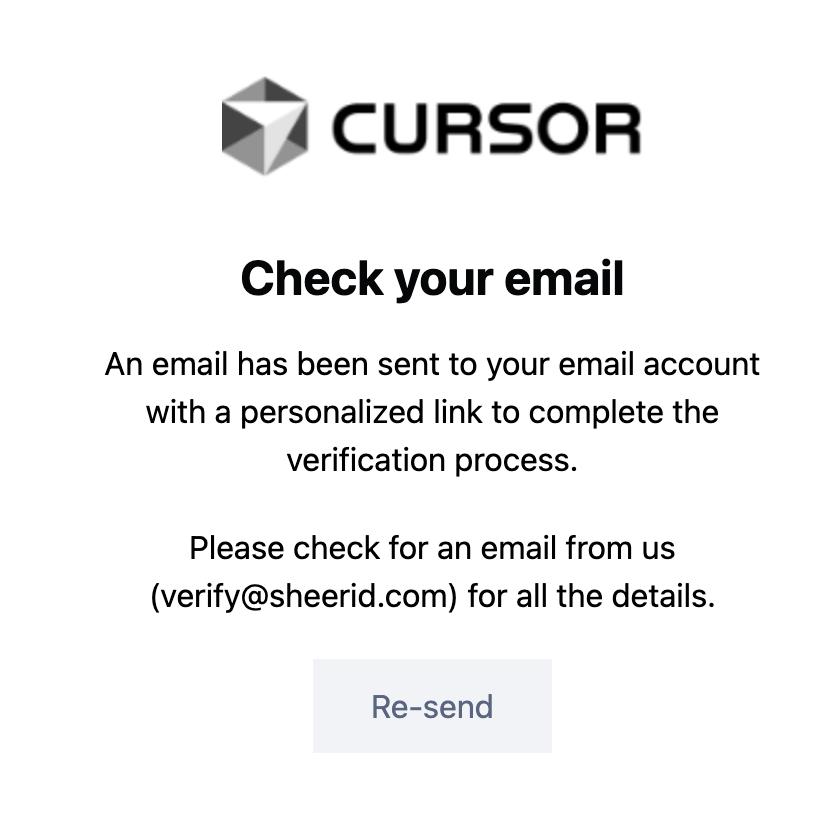 CURSOR
Check your email
An email has been sent to your email account
with a personalized link to complete the
verification process.
Please check for an email from us
(verify@sheerid.com) for all the details.
Re-send